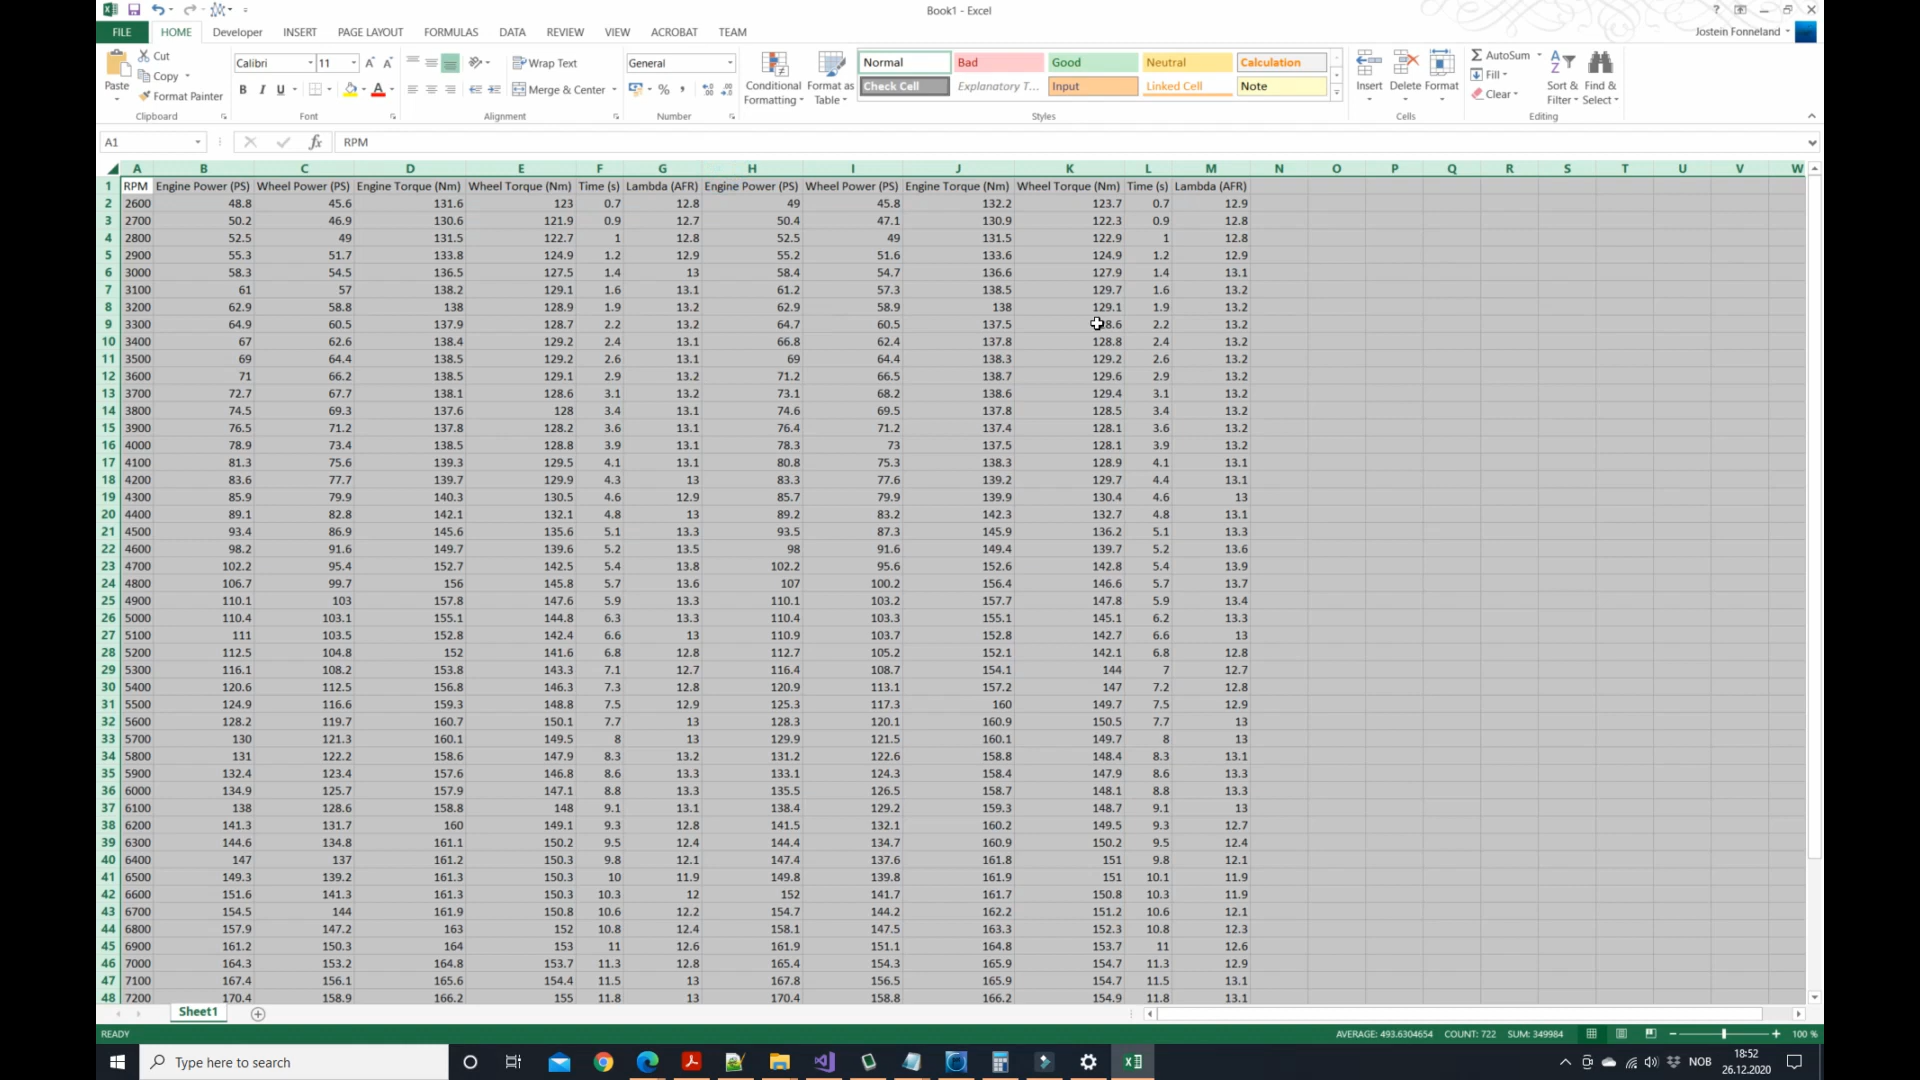 Book1 - Excel
FILE HOME Developer INSERT PAGE LAYOUT FORMULAS DATA REVIEW VIEW ACROBAT TEAM Jostein Fonneland
Cut Calibri 11 Wrap Text General Normal Bad Good Neutral Calculation AutoSum
Copy Fill
Paste Format Painter B I U Merge & Center % Conditional Formatting Format as Table Check Cell Explanatory T... Input Linked Cell Note Insert Delete Format Clear Sort & Filter Find & Select
Clipboard Font Alignment Number Styles Cells Editing
A1 fx RPM
A B C D E F G H I J K L M N O P Q R S T U V W
1 RPM Engine Power (PS) Wheel Power (PS) Engine Torque (Nm) Wheel Torque (Nm) Time (s) Lambda (AFR) Engine Power (PS) Wheel Power (PS) Engine Torque (Nm) Wheel Torque (Nm) Time (s) Lambda (AFR)
2 2600 48.8 45.6 131.6 123 0.7 12.8 49 45.8 132.2 123.7 0.7 12.9
3 2700 50.2 46.9 130.6 121.9 0.9 12.7 50.4 47.1 130.9 122.3 0.9 12.8
4 2800 52.5 49 131.5 122.7 1 12.8 52.5 49 131.5 122.9 1 12.8
5 2900 55.3 51.7 133.8 124.9 1.2 12.9 55.2 51.6 133.6 124.9 1.2 12.9
6 3000 58.3 54.5 136.5 127.5 1.4 13 58.4 54.7 136.6 127.9 1.4 13.1
7 3100 61 57 138.2 129.1 1.6 13.1 61.2 57.3 138.5 129.7 1.6 13.2
8 3200 62.9 58.8 138 128.9 1.9 13.2 62.9 58.9 138 129.1 1.9 13.2
9 3300 64.9 60.5 137.9 128.7 2.2 13.2 64.7 60.5 137.5 2.2 13.2
10 3400 67 62.6 138.4 129.2 2.4 13.1 66.8 62.4 137.8 128.8 2.4 13.2
11 3500 69 64.4 138.5 129.2 2.6 13.1 69 64.4 138.3 129.2 2.6 13.2
12 3600 71 66.2 138.5 129.1 2.9 13.2 71.2 66.5 138.7 129.6 2.9 13.2
13 3700 72.7 67.7 138.1 128.6 3.1 13.2 73.1 68.2 138.6 129.4 3.1 13.2
14 3800 74.5 69.3 137.6 128 3.4 13.1 74.6 69.5 137.8 128.5 3.4 13.2
15 3900 76.5 71.2 137.8 128.2 3.6 13.1 76.4 71.2 137.4 128.1 3.6 13.2
16 4000 78.9 73.4 138.5 128.8 3.9 13.1 78.3 73 137.5 128.1 3.9 13.2
17 4100 81.3 75.6 139.3 129.5 4.1 13.1 80.8 75.3 138.3 128.9 4.1 13.1
18 4200 83.6 77.7 139.7 129.9 4.3 13 83.3 77.6 139.2 129.7 4.4 13.1
19 4300 85.9 79.9 140.3 130.5 4.6 12.9 85.7 79.9 139.9 130.4 4.6 13
20 4400 89.1 82.8 142.1 132.1 4.8 13 89.2 83.2 142.3 132.7 4.8 13.1
21 4500 93.4 86.9 145.6 135.6 5.1 13.3 93.5 87.3 145.9 136.2 5.1 13.3
22 4600 98.2 91.6 149.7 139.6 5.2 13.5 98 91.6 149.4 139.7 5.2 13.6
23 4700 102.2 95.4 152.7 142.5 5.4 13.8 102.2 95.6 152.6 142.8 5.4 13.9
24 4800 106.7 99.7 156 145.8 5.7 13.6 107 100.2 156.4 146.6 5.7 13.7
25 4900 110.1 103 157.8 147.6 5.9 13.3 110.1 103.2 157.7 147.8 5.9 13.4
26 5000 110.4 103.1 155.1 144.8 6.3 13.3 110.4 103.3 155.1 145.1 6.2 13.3
27 5100 111 103.5 152.8 142.4 6.6 13 110.9 103.7 152.8 142.7 6.6 13
28 5200 112.5 104.8 152 141.6 6.8 12.8 112.7 105.2 152.1 142.1 6.8 12.8
29 5300 116.1 108.2 153.8 143.3 7.1 12.7 116.4 108.7 154.1 144 7 12.7
30 5400 120.6 112.5 156.8 146.3 7.3 12.8 120.9 113.1 157.2 147 7.2 12.8
31 5500 124.9 116.6 159.3 148.8 7.5 12.9 125.3 117.3 160 149.7 7.5 12.9
32 5600 128.2 119.7 160.7 150.1 7.7 13 128.3 120.1 160.9 150.5 7.7 13
33 5700 130 121.3 160.1 149.5 8 13 129.9 121.5 160.1 149.7 8 13
34 5800 131 122.2 158.6 147.9 8.3 13.2 131.2 122.6 158.8 148.4 8.3 13.1
35 5900 132.4 123.4 157.6 146.8 8.6 13.3 133.1 124.3 158.4 147.9 8.6 13.3
36 6000 134.9 125.7 157.9 147.1 8.8 13.3 135.5 126.5 158.7 148.1 8.8 13.3
37 6100 138 128.6 158.8 148 9.1 13.1 138.4 129.2 159.3 148.7 9.1 13
38 6200 141.3 131.7 160 149.1 9.3 12.8 141.5 132.1 160.2 149.5 9.3 12.7
39 6300 144.6 134.8 161.1 150.2 9.5 12.4 144.4 134.7 160.9 150.2 9.5 12.4
40 6400 147 137 161.2 150.3 9.8 12.1 147.4 137.6 161.8 151 9.8 12.1
41 6500 149.3 139.2 161.3 150.3 10 11.9 149.8 139.8 161.9 151 10.1 11.9
42 6600 151.6 141.3 161.3 150.3 10.3 12 152 141.7 161.7 150.8 10.3 11.9
43 6700 154.5 144 161.9 150.8 10.6 12.2 154.7 144.2 162.2 151.2 10.6 12.1
44 6800 157.9 147.2 163 152 10.8 12.4 158.1 147.5 163.3 152.3 10.8 12.3
45 6900 161.2 150.3 164 153 11 12.6 161.9 151.1 164.8 153.7 11 12.6
46 7000 164.3 153.2 164.8 153.7 11.3 12.8 165.4 154.3 165.9 154.7 11.3 12.9
47 7100 167.4 156.1 165.6 154.4 11.5 13 167.8 156.5 165.9 154.7 11.5 13.1
48 7200 170.4 158.9 166.2 155 11.8 13 170.4 158.8 166.2 154.9 11.8 13.1
Sheet1
READY AVERAGE: 493.6304654 COUNT: 722 SUM: 349984 100 %
Type here to search NOB 18:52
26.12.2020